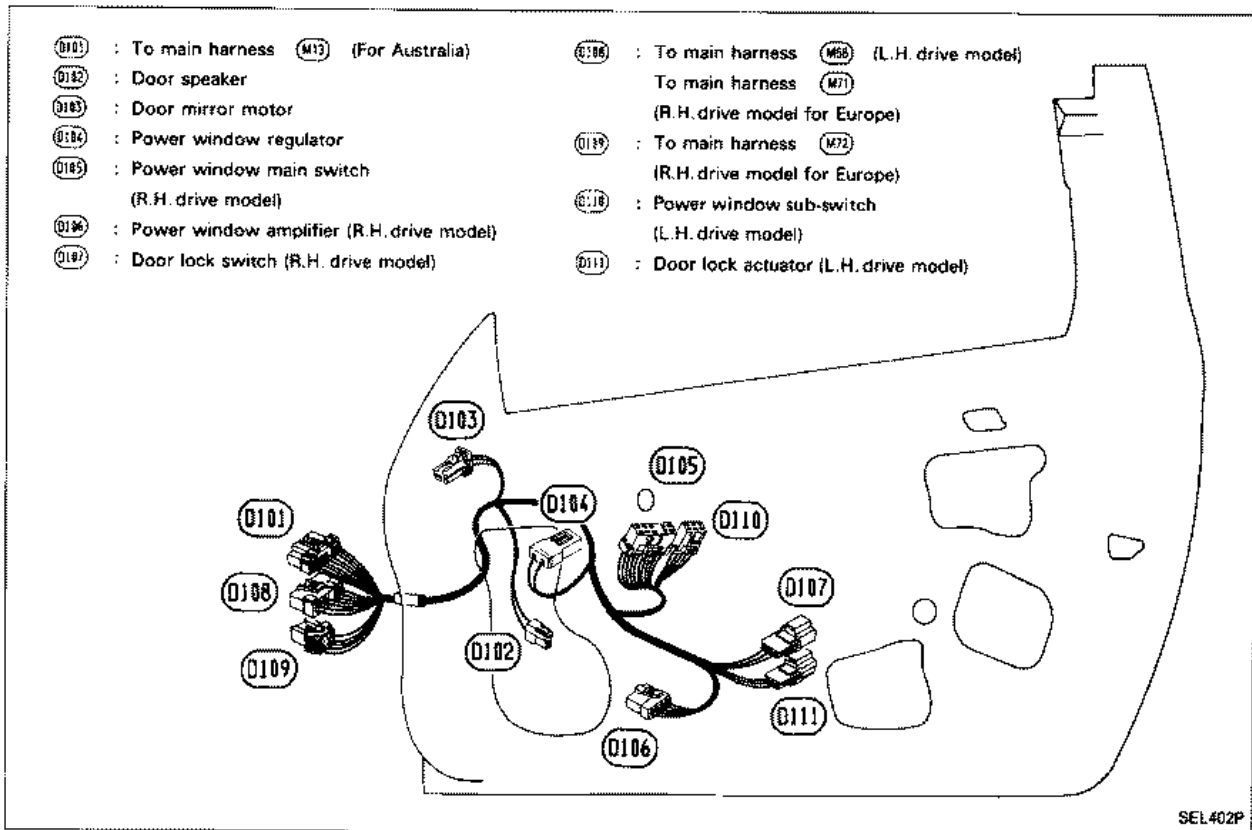 D101 : To main harness M13 (For Australia)
D102 : Door speaker
D103 : Door mirror motor
D104 : Power window regulator
D105 : Power window main switch
(R.H. drive model)
D106 : Power window amplifier (R.H. drive model)
D107 : Door lock switch (R.H. drive model)
D108 : To main harness (L.H. drive model)
To main harness M71
(R.H. drive model for Europe)
D109 : To main harness M72
(R.H. drive model for Europe)
D110 : Power window sub-switch
(L.H. drive model)
D111 : Door lock actuator (L.H. drive model)
D103
D105
D104
D110
D101
D107
D108
D102
D109
D111
D106
SEL402P